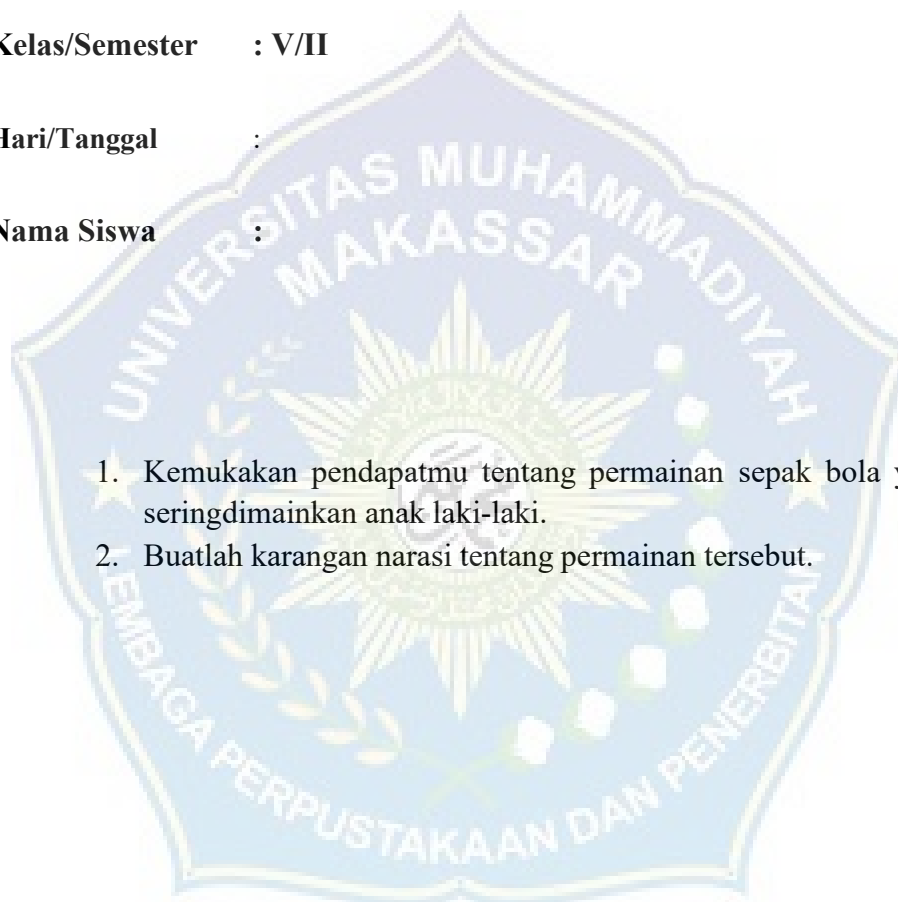 Kelas/Semester : V/II
Hari/Tanggal :
Nama Siswa :
UNIVERSITAS MUHAMMADIYAH
MAKASSAR
1. Kemukakan pendapatmu tentang permainan sepak bola
seringdimainkan anak laki-laki.
2. Buatlah karangan narasi tentang permainan tersebut.
LEMBAGA PERPUSTAKAAN DAN PENERBITAN